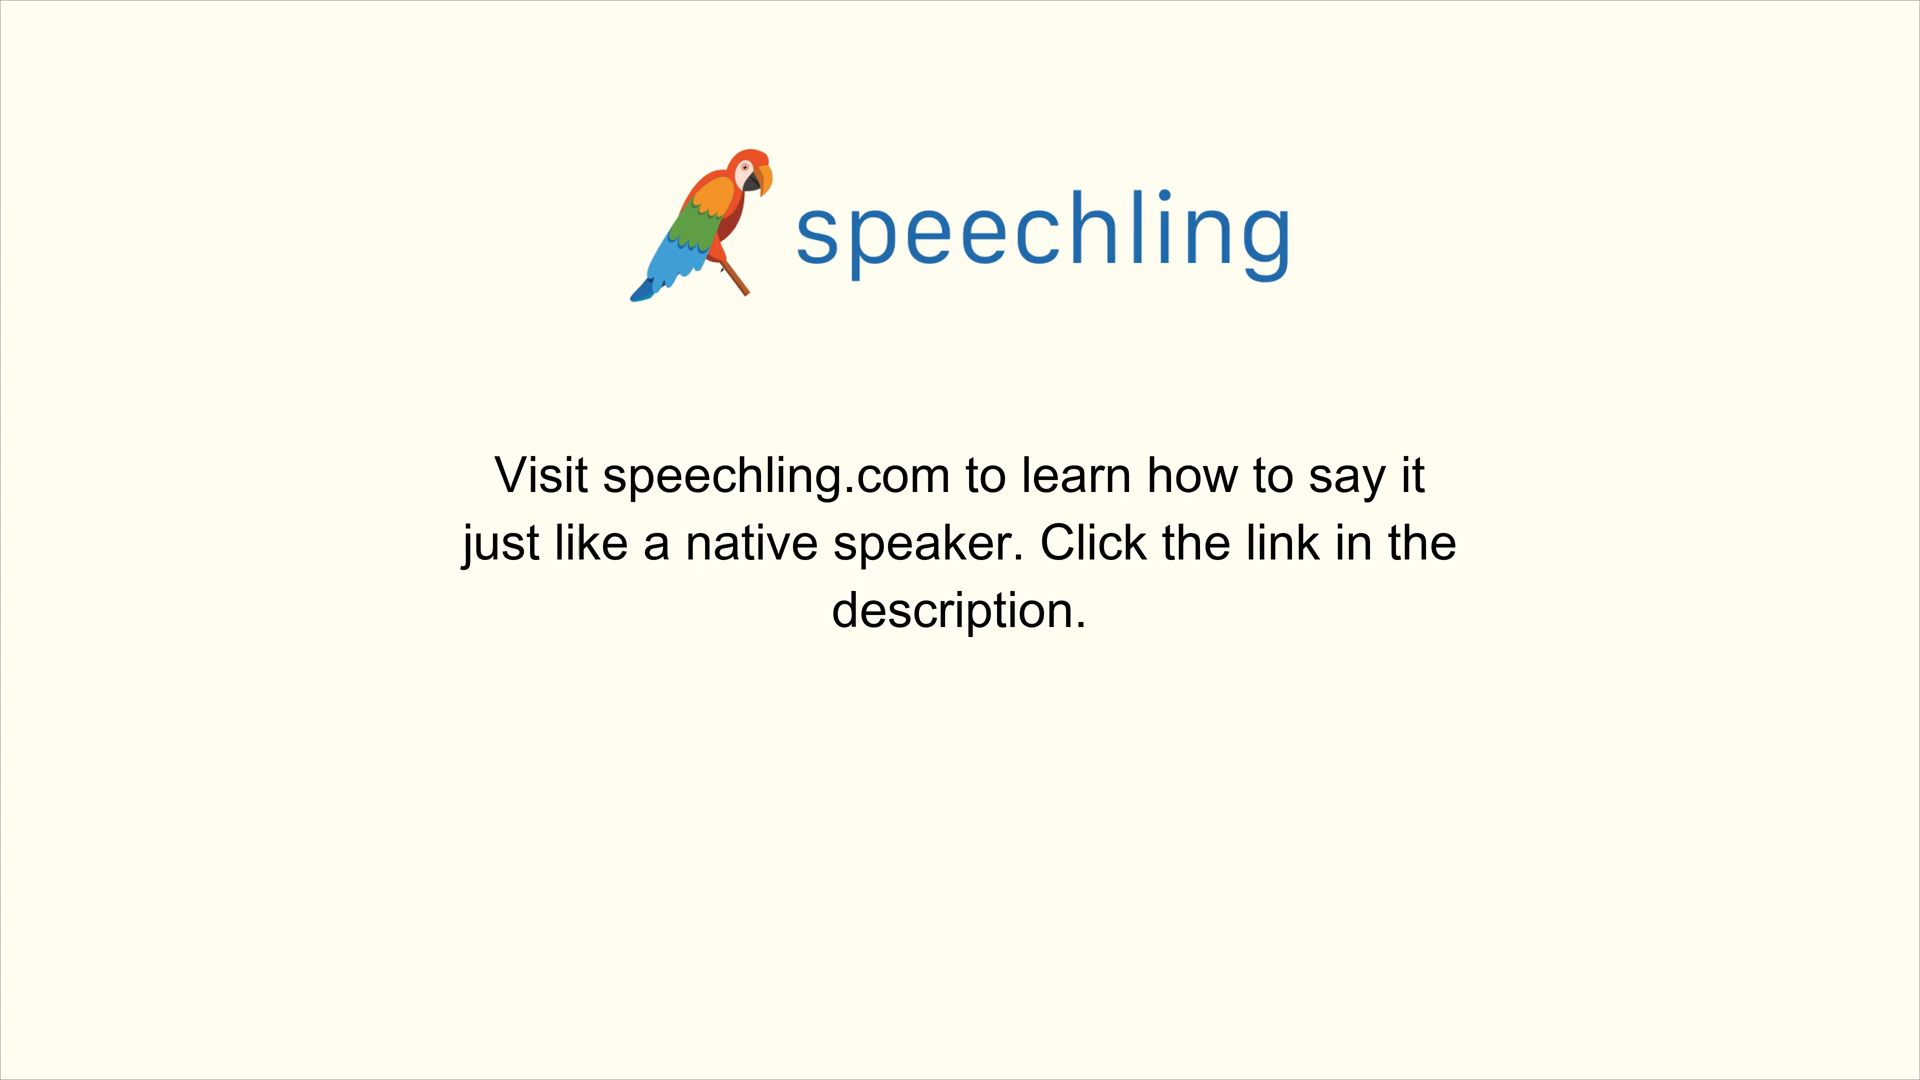 speechling
Visit speechling.com to learn how to say it
just like a native speaker. Click the link in the
description.